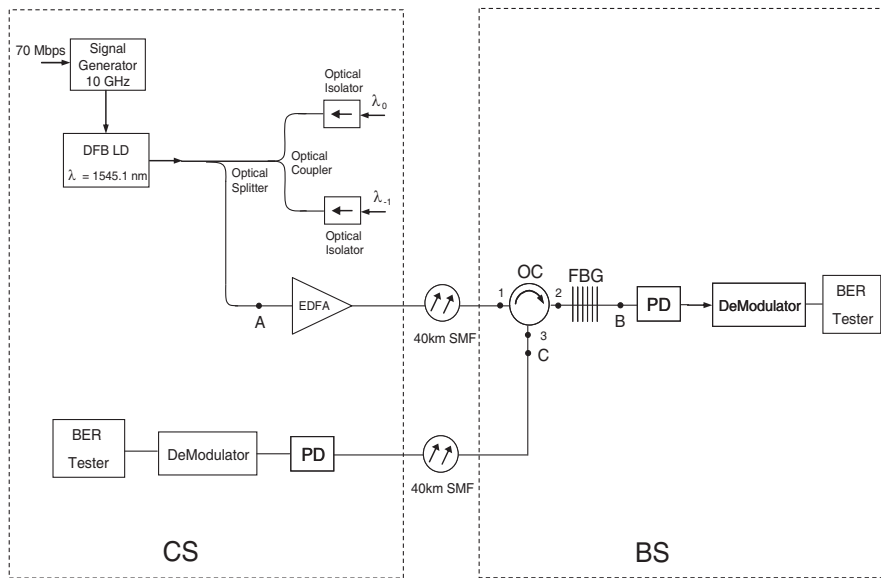 70 Mbps
Signal
Generator
10 GHz
DFB LD
λ = 1545.1 nm
Optical
Isolator
λ0
Optical
Splitter
Optical
Coupler
λ-1
Optical
Isolator
A
EDFA
40km SMF
1
OC
2
FBG
3
C
B
PD
DeModulator
BER
Tester
BER
Tester
DeModulator
PD
40km SMF
CS
BS